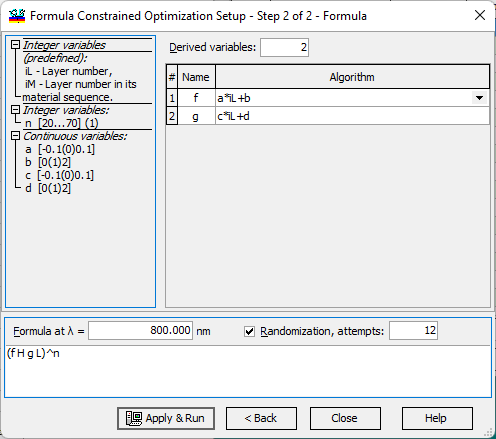 Formula Constrained Optimization Setup - Step 2 of 2 - Formula
Integer variables
(predefined):
iL - Layer number,
iM - Layer number in its
material sequence.
Integer variables:
n [20...70] (1)
Continuous variables:
a [-0.1(0)0.1]
b [0(1)2]
c [-0.1(0)0.1]
d [0(1)2]
Derived variables: 2
# Name Algorithm
1 f a*iL+b
2 g c*iL+d
Formula at λ = 800.000 nm Randomization, attempts: 12
(f H g L)^n
Apply & Run < Back Close Help